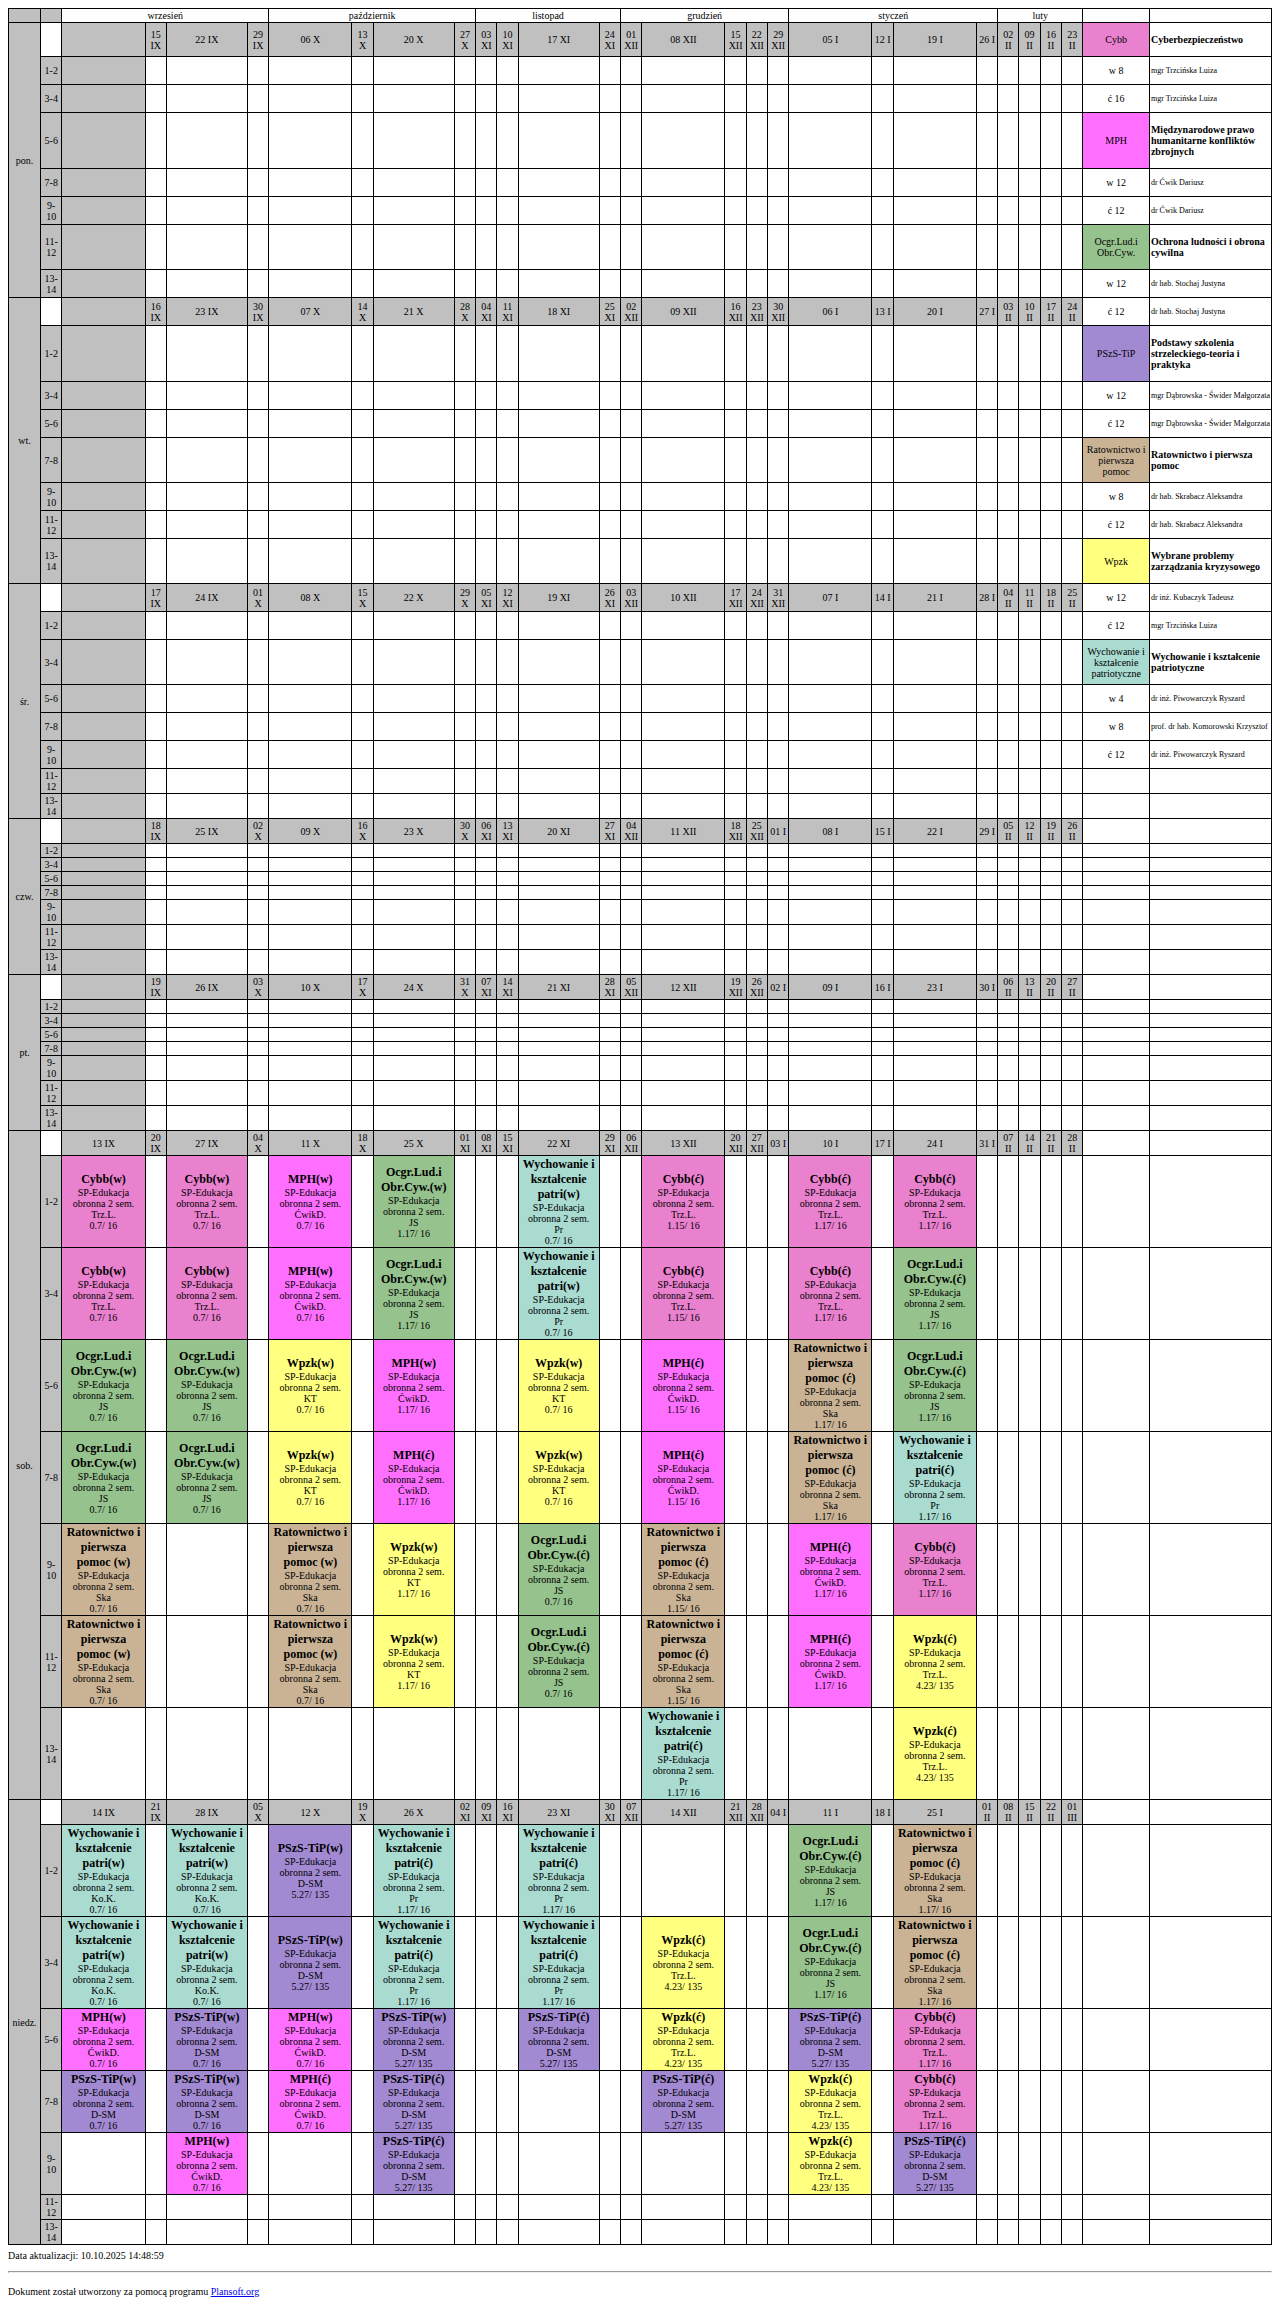 wrzesień październik listopad grudzień styczeń luty
pon. 15 IX 22 IX 29 IX 06 X 13 X 20 X 27 X 03 XI 10 XI 17 XI 24 XI 01 XII 08 XII 15 XII 22 XII 29 XII 05 I 12 I 19 I 26 I 02 II 09 II 16 II 23 II Cybb Cyberbezpieczeństwo
1-2 w 8 mgr Trzcińska Luiza
3-4 ć 16 mgr Trzcińska Luiza
5-6 MPH Międzynarodowe prawo humanitarne konfliktów zbrojnych
7-8 w 12 dr Ćwik Dariusz
9-10 ć 12 dr Ćwik Dariusz
11-12 Ocgr.Lud.i Obr.Cyw. Ochrona ludności i obrona cywilna
13-14 w 12 dr hab. Stochaj Justyna
wt. 16 IX 23 IX 30 IX 07 X 14 X 21 X 28 X 04 XI 11 XI 18 XI 25 XI 02 XII 09 XII 16 XII 23 XII 30 XII 06 I 13 I 20 I 27 I 03 II 10 II 17 II 24 II ć 12 dr hab. Stochaj Justyna
1-2 PSzS-TiP Podstawy szkolenia strzeleckiego-teoria i praktyka
3-4 w 12 mgr Dąbrowska - Świder Małgorzata
5-6 ć 12 mgr Dąbrowska - Świder Małgorzata
7-8 Ratownictwo i pierwsza pomoc Ratownictwo i pierwsza pomoc
9-10 w 8 dr hab. Skrabacz Aleksandra
11-12 ć 12 dr hab. Skrabacz Aleksandra
13-14 Wpzk Wybrane problemy zarządzania kryzysowego
śr. 17 IX 24 IX 01 X 08 X 15 X 22 X 29 X 05 XI 12 XI 19 XI 26 XI 03 XII 10 XII 17 XII 24 XII 31 XII 07 I 14 I 21 I 28 I 04 II 11 II 18 II 25 II w 12 dr inż. Kubaczyk Tadeusz
1-2 ć 12 mgr Trzcińska Luiza
3-4 Wychowanie i kształcenie patriotyczne Wychowanie i kształcenie patriotyczne
5-6 w 4 dr inż. Piwowarczyk Ryszard
7-8 w 8 prof. dr hab. Komorowski Krzysztof
9-10 ć 12 dr inż. Piwowarczyk Ryszard
11-12
13-14
czw. 18 IX 25 IX 02 X 09 X 16 X 23 X 30 X 06 XI 13 XI 20 XI 27 XI 04 XII 11 XII 18 XII 25 XII 01 I 08 I 15 I 22 I 29 I 05 II 12 II 19 II 26 II
1-2
3-4
5-6
7-8
9-10
11-12
13-14
pt. 19 IX 26 IX 03 X 10 X 17 X 24 X 31 X 07 XI 14 XI 21 XI 28 XI 05 XII 12 XII 19 XII 26 XII 02 I 09 I 16 I 23 I 30 I 06 II 13 II 20 II 27 II
1-2
3-4
5-6
7-8
9-10
11-12
13-14
sob. 13 IX 20 IX 27 IX 04 X 11 X 18 X 25 X 01 XI 08 XI 15 XI 22 XI 29 XI 06 XII 13 XII 20 XII 27 XII 03 I 10 I 17 I 24 I 31 I 07 II 14 II 21 II 28 II
1-2 Cybb(w) SP-Edukacja obronna 2 sem. Trz.L. 0.7/ 16 Cybb(w) SP-Edukacja obronna 2 sem. Trz.L. 0.7/ 16 MPH(w) SP-Edukacja obronna 2 sem. ĆwikD. 0.7/ 16 Ocgr.Lud.i Obr.Cyw.(w) SP-Edukacja obronna 2 sem. JS 1.17/ 16 Wychowanie i kształcenie patri(w) SP-Edukacja obronna 2 sem. Pr 0.7/ 16 Cybb(ć) SP-Edukacja obronna 2 sem. Trz.L. 1.15/ 16 Cybb(ć) SP-Edukacja obronna 2 sem. Trz.L. 1.17/ 16 Cybb(ć) SP-Edukacja obronna 2 sem. Trz.L. 1.17/ 16
3-4 Cybb(w) SP-Edukacja obronna 2 sem. Trz.L. 0.7/ 16 Cybb(w) SP-Edukacja obronna 2 sem. Trz.L. 0.7/ 16 MPH(w) SP-Edukacja obronna 2 sem. ĆwikD. 0.7/ 16 Ocgr.Lud.i Obr.Cyw.(w) SP-Edukacja obronna 2 sem. JS 1.17/ 16 Wychowanie i kształcenie patri(w) SP-Edukacja obronna 2 sem. Pr 0.7/ 16 Cybb(ć) SP-Edukacja obronna 2 sem. Trz.L. 1.15/ 16 Cybb(ć) SP-Edukacja obronna 2 sem. Trz.L. 1.17/ 16 Ocgr.Lud.i Obr.Cyw.(ć) SP-Edukacja obronna 2 sem. JS 1.17/ 16
5-6 Ocgr.Lud.i Obr.Cyw.(w) SP-Edukacja obronna 2 sem. JS 0.7/ 16 Ocgr.Lud.i Obr.Cyw.(w) SP-Edukacja obronna 2 sem. JS 0.7/ 16 Wpzk(w) SP-Edukacja obronna 2 sem. KT 0.7/ 16 MPH(w) SP-Edukacja obronna 2 sem. ĆwikD. 1.17/ 16 Wpzk(w) SP-Edukacja obronna 2 sem. KT 0.7/ 16 MPH(ć) SP-Edukacja obronna 2 sem. ĆwikD. 1.15/ 16 Ratownictwo i pierwsza pomoc (ć) SP-Edukacja obronna 2 sem. Ska 1.17/ 16 Ocgr.Lud.i Obr.Cyw.(ć) SP-Edukacja obronna 2 sem. JS 1.17/ 16
7-8 Ocgr.Lud.i Obr.Cyw.(w) SP-Edukacja obronna 2 sem. JS 0.7/ 16 Ocgr.Lud.i Obr.Cyw.(w) SP-Edukacja obronna 2 sem. JS 0.7/ 16 Wpzk(w) SP-Edukacja obronna 2 sem. KT 0.7/ 16 MPH(ć) SP-Edukacja obronna 2 sem. ĆwikD. 1.17/ 16 Wpzk(w) SP-Edukacja obronna 2 sem. KT 0.7/ 16 MPH(ć) SP-Edukacja obronna 2 sem. ĆwikD. 1.15/ 16 Ratownictwo i pierwsza pomoc (ć) SP-Edukacja obronna 2 sem. Ska 1.17/ 16 Wychowanie i kształcenie patri(ć) SP-Edukacja obronna 2 sem. Pr 1.17/ 16
9-10 Ratownictwo i pierwsza pomoc (w) SP-Edukacja obronna 2 sem. Ska 0.7/ 16 Ratownictwo i pierwsza pomoc (w) SP-Edukacja obronna 2 sem. Ska 0.7/ 16 Wpzk(w) SP-Edukacja obronna 2 sem. KT 1.17/ 16 Ocgr.Lud.i Obr.Cyw.(ć) SP-Edukacja obronna 2 sem. JS 0.7/ 16 Ratownictwo i pierwsza pomoc (ć) SP-Edukacja obronna 2 sem. Ska 1.15/ 16 MPH(ć) SP-Edukacja obronna 2 sem. ĆwikD. 1.17/ 16 Cybb(ć) SP-Edukacja obronna 2 sem. Trz.L. 1.17/ 16
11-12 Ratownictwo i pierwsza pomoc (w) SP-Edukacja obronna 2 sem. Ska 0.7/ 16 Ratownictwo i pierwsza pomoc (w) SP-Edukacja obronna 2 sem. Ska 0.7/ 16 Wpzk(w) SP-Edukacja obronna 2 sem. KT 1.17/ 16 Ocgr.Lud.i Obr.Cyw.(ć) SP-Edukacja obronna 2 sem. JS 0.7/ 16 Ratownictwo i pierwsza pomoc (ć) SP-Edukacja obronna 2 sem. Ska 1.15/ 16 MPH(ć) SP-Edukacja obronna 2 sem. ĆwikD. 1.17/ 16 Wpzk(ć) SP-Edukacja obronna 2 sem. Trz.L. 4.23/ 135
13-14 Wychowanie i kształcenie patri(ć) SP-Edukacja obronna 2 sem. Pr 1.17/ 16 Wpzk(ć) SP-Edukacja obronna 2 sem. Trz.L. 4.23/ 135
niedz. 14 IX 21 IX 28 IX 05 X 12 X 19 X 26 X 02 XI 09 XI 16 XI 23 XI 30 XI 07 XII 14 XII 21 XII 28 XII 04 I 11 I 18 I 25 I 01 II 08 II 15 II 22 II 01 III
1-2 Wychowanie i kształcenie patri(w) SP-Edukacja obronna 2 sem. Ko.K. 0.7/ 16 Wychowanie i kształcenie patri(w) SP-Edukacja obronna 2 sem. Ko.K. 0.7/ 16 PSzS-TiP(w) SP-Edukacja obronna 2 sem. D-SM 5.27/ 135 Wychowanie i kształcenie patri(ć) SP-Edukacja obronna 2 sem. Pr 1.17/ 16 Wychowanie i kształcenie patri(ć) SP-Edukacja obronna 2 sem. Pr 1.17/ 16 Ocgr.Lud.i Obr.Cyw.(ć) SP-Edukacja obronna 2 sem. JS 1.17/ 16 Ratownictwo i pierwsza pomoc (ć) SP-Edukacja obronna 2 sem. Ska 1.17/ 16
3-4 Wychowanie i kształcenie patri(w) SP-Edukacja obronna 2 sem. Ko.K. 0.7/ 16 Wychowanie i kształcenie patri(w) SP-Edukacja obronna 2 sem. Ko.K. 0.7/ 16 PSzS-TiP(w) SP-Edukacja obronna 2 sem. D-SM 5.27/ 135 Wychowanie i kształcenie patri(ć) SP-Edukacja obronna 2 sem. Pr 1.17/ 16 Wychowanie i kształcenie patri(ć) SP-Edukacja obronna 2 sem. Pr 1.17/ 16 Wpzk(ć) SP-Edukacja obronna 2 sem. Trz.L. 4.23/ 135 Ocgr.Lud.i Obr.Cyw.(ć) SP-Edukacja obronna 2 sem. JS 1.17/ 16 Ratownictwo i pierwsza pomoc (ć) SP-Edukacja obronna 2 sem. Ska 1.17/ 16
5-6 MPH(w) SP-Edukacja obronna 2 sem. ĆwikD. 0.7/ 16 PSzS-TiP(w) SP-Edukacja obronna 2 sem. D-SM 0.7/ 16 MPH(w) SP-Edukacja obronna 2 sem. ĆwikD. 0.7/ 16 PSzS-TiP(w) SP-Edukacja obronna 2 sem. D-SM 5.27/ 135 PSzS-TiP(ć) SP-Edukacja obronna 2 sem. D-SM 5.27/ 135 Wpzk(ć) SP-Edukacja obronna 2 sem. Trz.L. 4.23/ 135 PSzS-TiP(ć) SP-Edukacja obronna 2 sem. D-SM 5.27/ 135 Cybb(ć) SP-Edukacja obronna 2 sem. Trz.L. 1.17/ 16
7-8 PSzS-TiP(w) SP-Edukacja obronna 2 sem. D-SM 0.7/ 16 PSzS-TiP(w) SP-Edukacja obronna 2 sem. D-SM 0.7/ 16 MPH(ć) SP-Edukacja obronna 2 sem. ĆwikD. 0.7/ 16 PSzS-TiP(ć) SP-Edukacja obronna 2 sem. D-SM 5.27/ 135 PSzS-TiP(ć) SP-Edukacja obronna 2 sem. D-SM 5.27/ 135 Wpzk(ć) SP-Edukacja obronna 2 sem. Trz.L. 4.23/ 135 Cybb(ć) SP-Edukacja obronna 2 sem. Trz.L. 1.17/ 16
9-10 MPH(w) SP-Edukacja obronna 2 sem. ĆwikD. 0.7/ 16 PSzS-TiP(ć) SP-Edukacja obronna 2 sem. D-SM 5.27/ 135 Wpzk(ć) SP-Edukacja obronna 2 sem. Trz.L. 4.23/ 135 PSzS-TiP(ć) SP-Edukacja obronna 2 sem. D-SM 5.27/ 135
11-12
13-14
Data aktualizacji: 10.10.2025 14:48:59
Dokument został utworzony za pomocą programu Plansoft.org